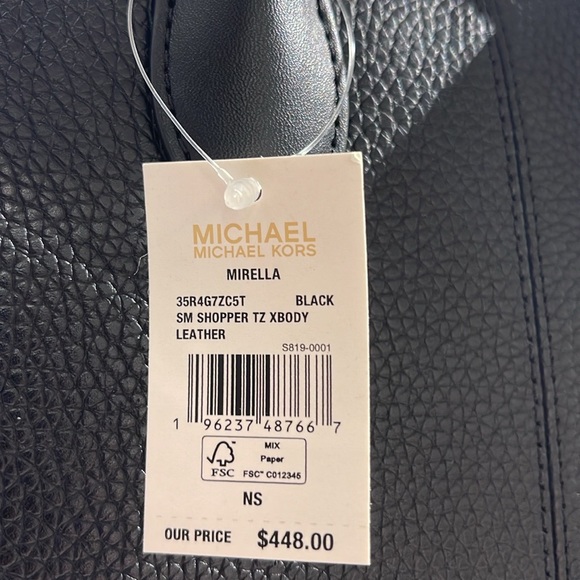 MICHAEL
MICHAEL KORS
MIRELLA
35R4G7ZC5T BLACK
SM SHOPPER TZ XBODY
LEATHER
S819-0001
1 96237 48766 7
FSC
MIX
Paper
FSC™ C012345
NS
OUR PRICE $448.00